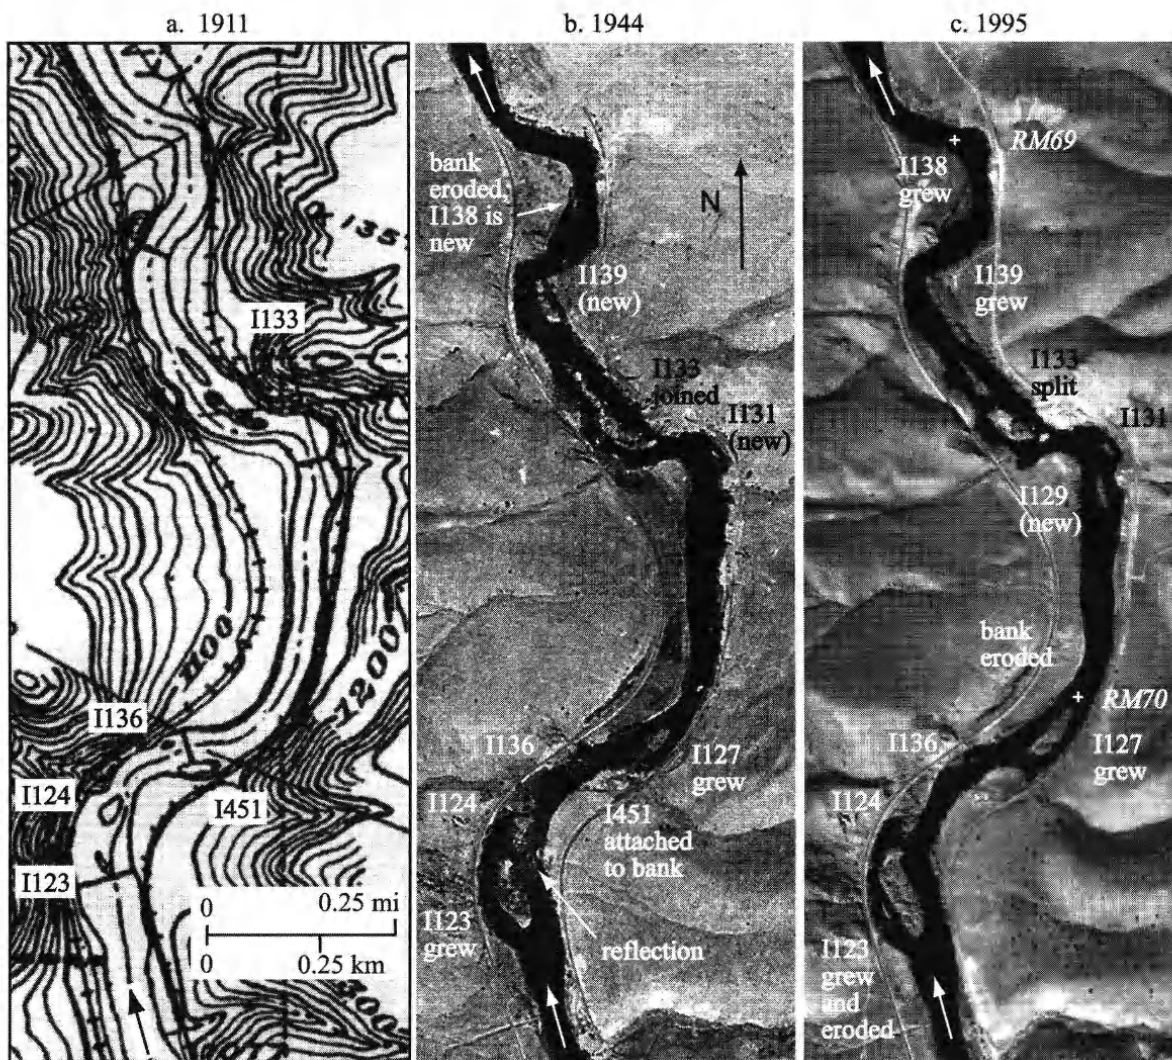 a. 1911
I133
1100
1200
I136
I124
I451
I123
0 0.25 mi
0 0.25 km
b. 1944
bank
eroded,
I138 is
new
N
I139
(new)
I133
joined
I131
(new)
I136
I127
grew
I124
I451
attached
to bank
I123
grew
reflection
c. 1995
RM69
I138
grew
I139
grew
I133
split
I131
I129
(new)
bank
eroded
RM70
I136
I127
grew
I124
I123
grew
and
eroded